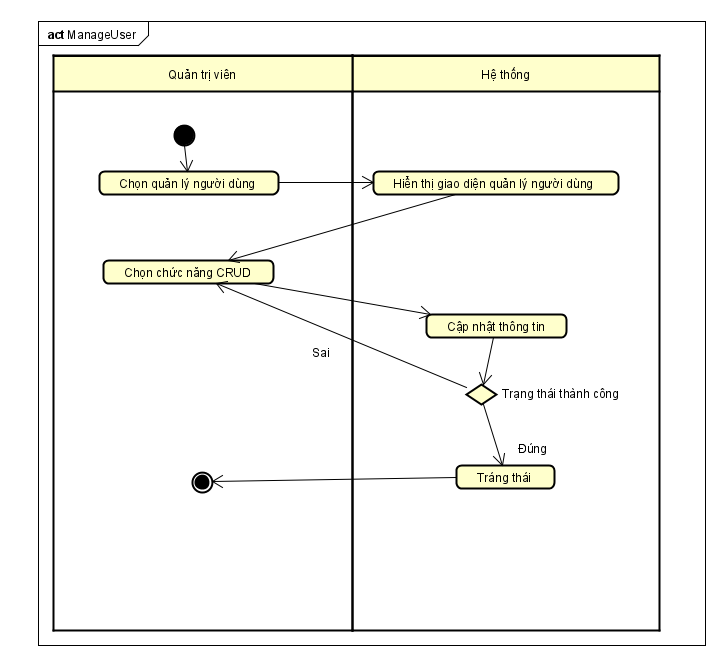 act ManageUser
Quản trị viên
Hệ thống
Chọn quản lý người dùng
Hiển thị giao diện quản lý người dùng
Chọn chức năng CRUD
Cập nhật thông tin
Sai
Trạng thái thành công
Đúng
Tráng thái